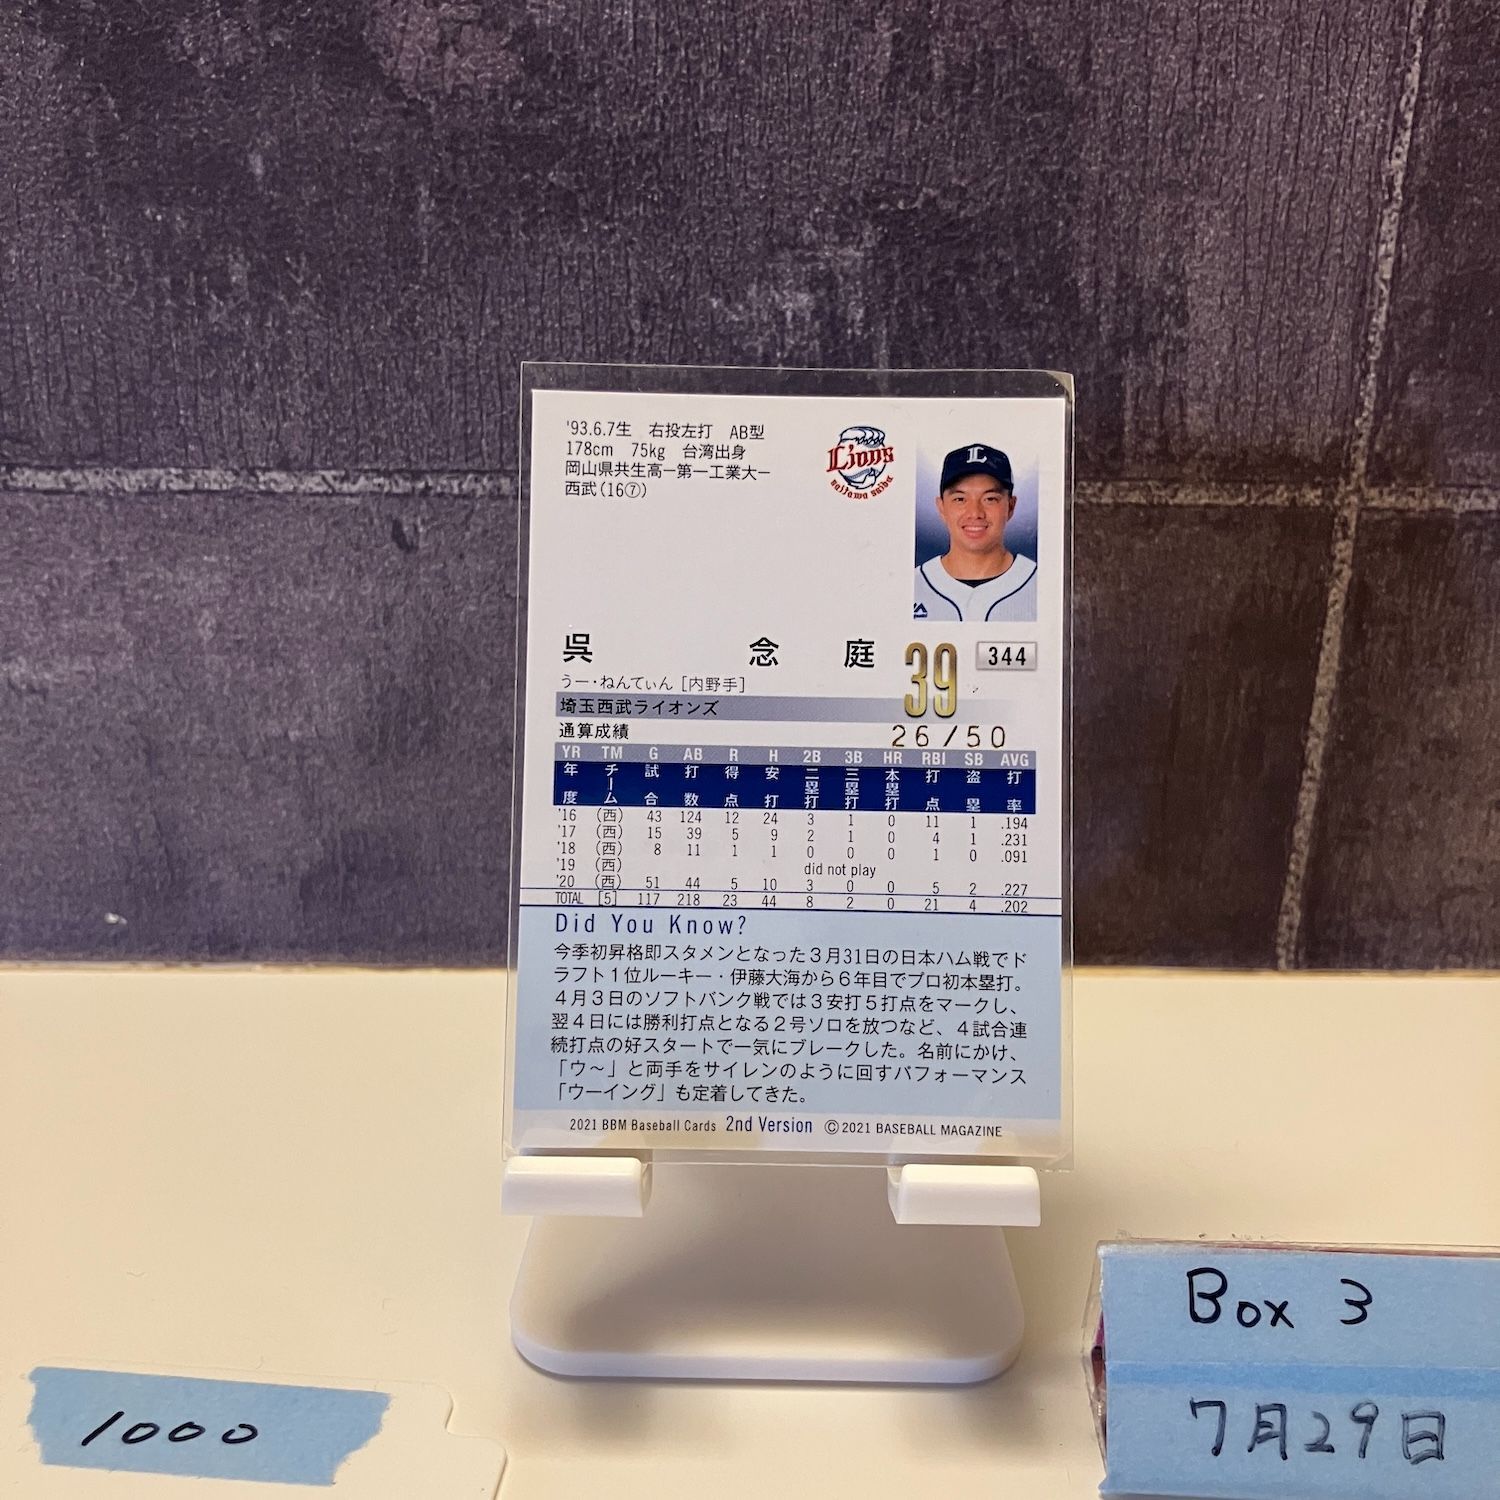 '93.6.7生 右投左打 AB型
178cm 75kg 台湾出身
岡山県共生高ー第一工業大ー
西武(16⑦)
Lions
saitama seibu
L
呉 念 庭
39
344
うー・ねんてぃん [内野手]
埼玉西武ライオンズ
通算成績
26/50
YR TM G AB R H 2B 3B HR RBI SB AVG
年度 チーム 試合 打数 得点 安打 二塁打 三塁打 本塁打 打点 盗塁 打率
'16 (西) 43 124 12 24 3 1 0 11 1 .194
'17 (西) 15 39 5 9 2 1 0 4 1 .231
'18 (西) 8 11 1 1 0 0 0 1 0 .091
'19 (西) did not play
'20 (西) 51 44 5 10 3 0 0 5 2 .227
TOTAL [5] 117 218 23 44 8 2 0 21 4 .202
Did You Know?
今季初昇格即スタメンとなった3月31日の日本ハム戦でド
ラフト1位ルーキー・伊藤大海から6年目でプロ初本塁打。
4月3日のソフトバンク戦では3安打5打点をマークし、
翌4日には勝利打点となる2号ソロを放つなど、4試合連
続打点の好スタートで一気にブレークした。名前にかけ、
「ウ～」と両手をサイレンのように回すパフォーマンス
「ウーイング」も定着してきた。
2021 BBM Baseball Cards 2nd Version ©2021 BASEBALL MAGAZINE
Box 3
7月29日
1000